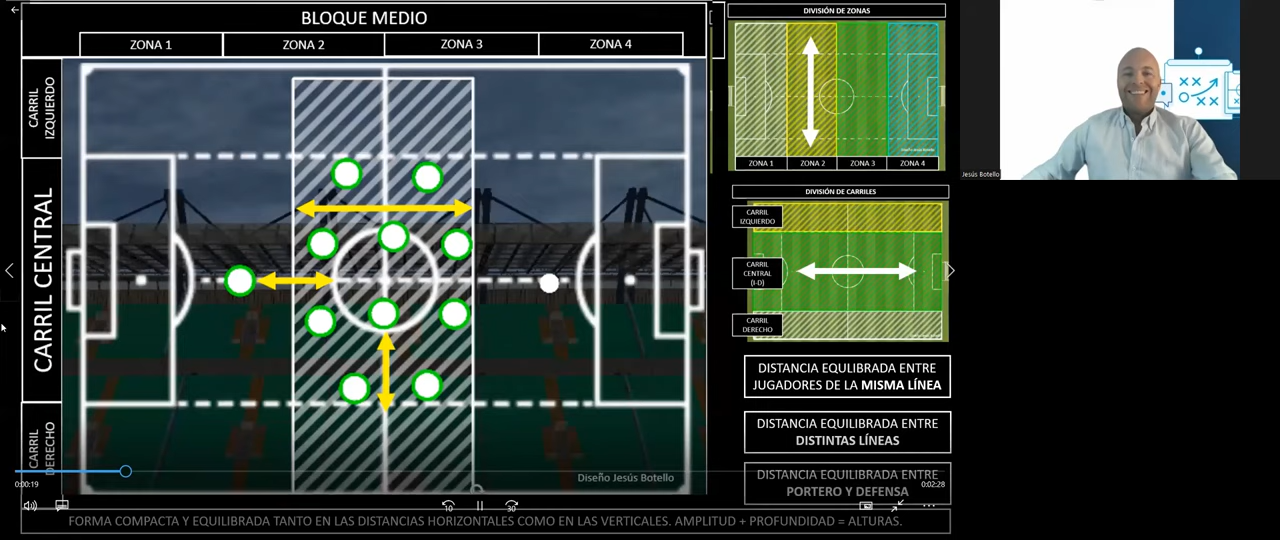 BLOQUE MEDIO
ZONA 1
ZONA 2
ZONA 3
ZONA 4
CARRIL
IZQUIERDO
CARRIL CENTRAL
CARRIL
DERECHO
Diseño Jesús Botello
0:00:19
0:02:28
10
30
FORMA COMPACTA Y EQUILIBRADA TANTO EN LAS DISTANCIAS HORIZONTALES COMO EN LAS VERTICALES. AMPLITUD + PROFUNDIDAD = ALTURAS.
DIVISIÓN DE ZONAS
ZONA 1
ZONA 2
ZONA 3
ZONA 4
DIVISIÓN DE CARRILES
CARRIL
IZQUIERDO
CARRIL
CENTRAL
(I-D)
CARRIL
DERECHO
DISTANCIA EQULIBRADA ENTRE
JUGADORES DE LA MISMA LÍNEA
DISTANCIA EQUILIBRADA ENTRE
DISTINTAS LÍNEAS
DISTANCIA EQUILIBRADA ENTRE
PORTERO Y DEFENSA
Jesús Botello